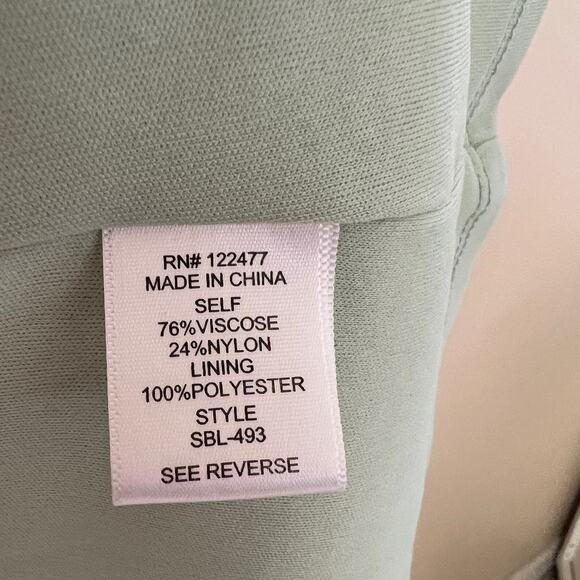 RN# 122477
MADE IN CHINA
SELF
76%VISCOSE
24%NYLON
LINING
100%POLYESTER
STYLE
SBL-493
SEE REVERSE